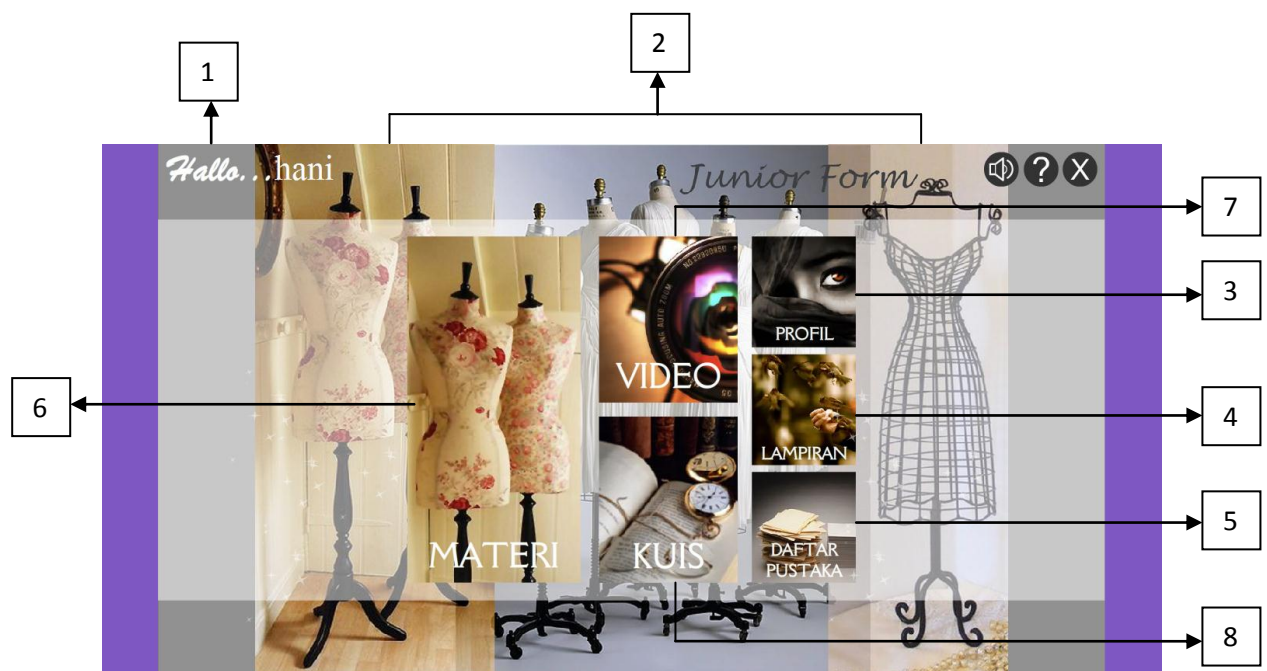 2
1
Hallo...hani
Junior Form
?
X
7
3
PROFIL
VIDEO
4
6
LAMPIRAN
5
MATERI
KUIS
DAFTAR
PUSTAKA
8